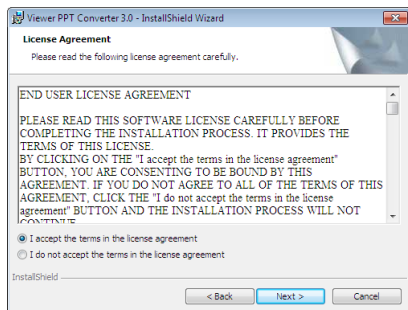 Viewer PPT Converter 3.0 - InstallShield Wizard
License Agreement
Please read the following license agreement carefully.
END USER LICENSE AGREEMENT
PLEASE READ THIS SOFTWARE LICENSE CAREFULLY BEFORE
COMPLETING THE INSTALLATION PROCESS. IT PROVIDES THE
TERMS OF THIS LICENSE.
BY CLICKING ON THE "I accept the terms in the license agreement"
BUTTON, YOU ARE CONSENTING TO BE BOUND BY THIS
AGREEMENT. IF YOU DO NOT AGREE TO ALL OF THE TERMS OF THIS
AGREEMENT, CLICK THE "I do not accept the terms in the license
agreement" BUTTON AND THE INSTALLATION PROCESS WILL NOT
CONTINUE
I accept the terms in the license agreement
I do not accept the terms in the license agreement
InstallShield
< Back
Next >
Cancel